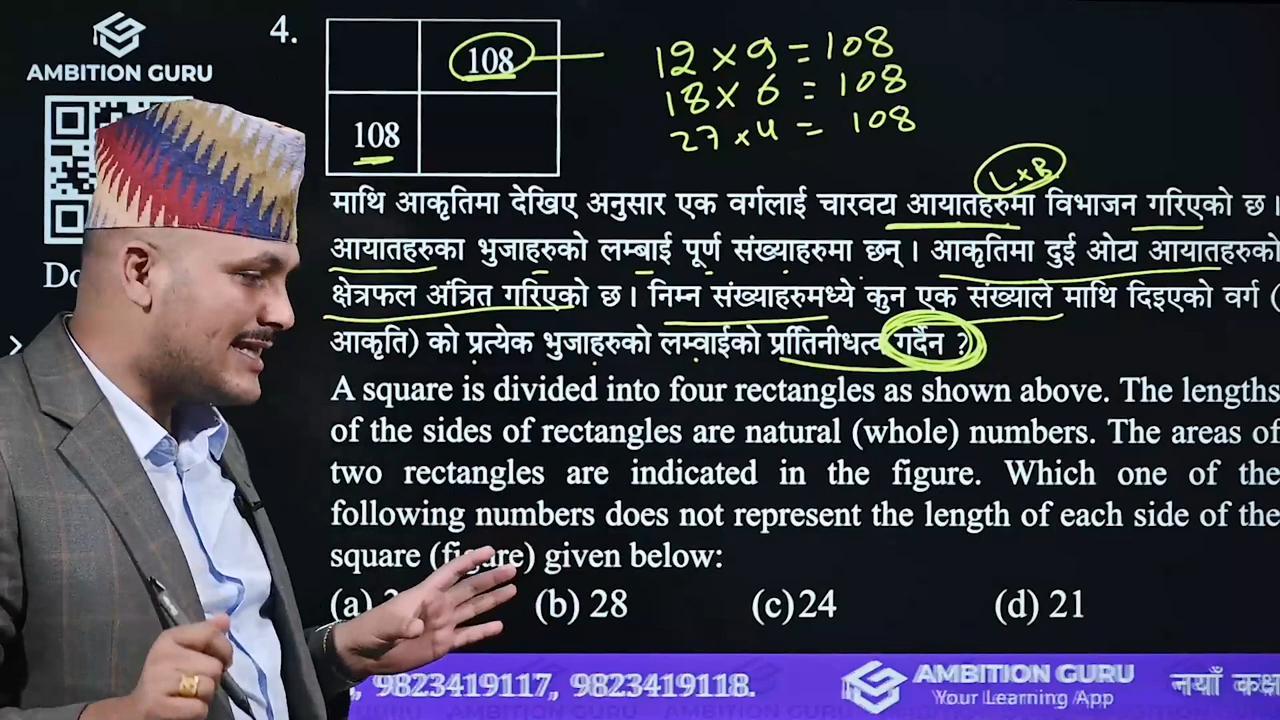 AMBITION GURU
4.
108
108
12 × 9 = 108
18 × 6 = 108
27 × 4 = 108
L × B
माथि आकृतिमा देखिए अनुसार एक वर्गलाई चारवटा आयातहरुमा विभाजन गरिएको छ ।
आयातहरुका भुजाहरुको लम्बाई पूर्ण संख्याहरुमा छन् । आकृतिमा दुई ओटा आयातहरुको
क्षेत्रफल अंत्रित गरिएको छ । निम्न संख्याहरुमध्ये कुन एक संख्याले माथि दिइएको वर्ग (
आकृति) को प्रत्येक भुजाहरुको लम्वाईको गर्दैन ?
A square is divided into four rectangles as shown above. The lengths
of the sides of rectangles are natural (whole) numbers. The areas of
two rectangles are indicated in the figure. Which one of the
following numbers does not represent the length of each side of the
square (figure) given below:
(a) (b) 28 (c) 24 (d) 21
9823419117, 9823419118. AMBITION GURU नयाँ
Your Learning App